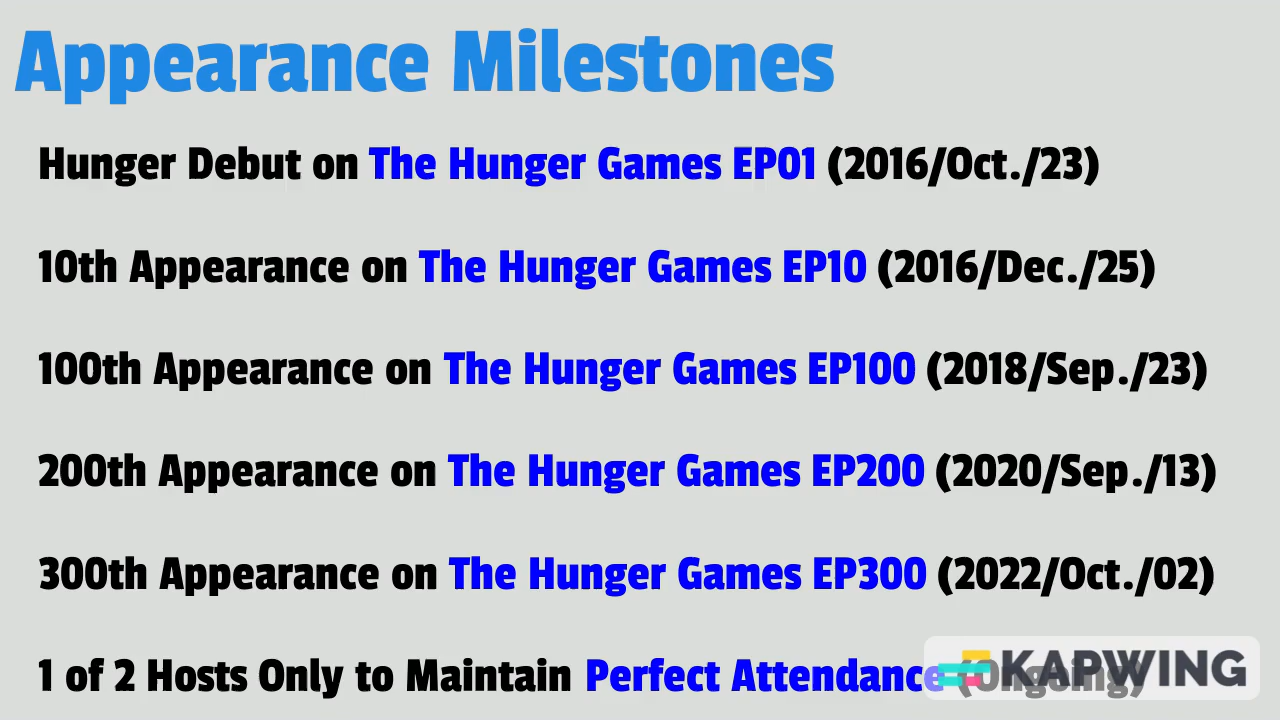 Appearance Milestones
Hunger Debut on The Hunger Games EP01 (2016/Oct./23)
10th Appearance on The Hunger Games EP10 (2016/Dec./25)
100th Appearance on The Hunger Games EP100 (2018/Sep./23)
200th Appearance on The Hunger Games EP200 (2020/Sep./13)
300th Appearance on The Hunger Games EP300 (2022/Oct./02)
1 of 2 Hosts Only to Maintain Perfect Attendance (Ongoing)
KAPWING